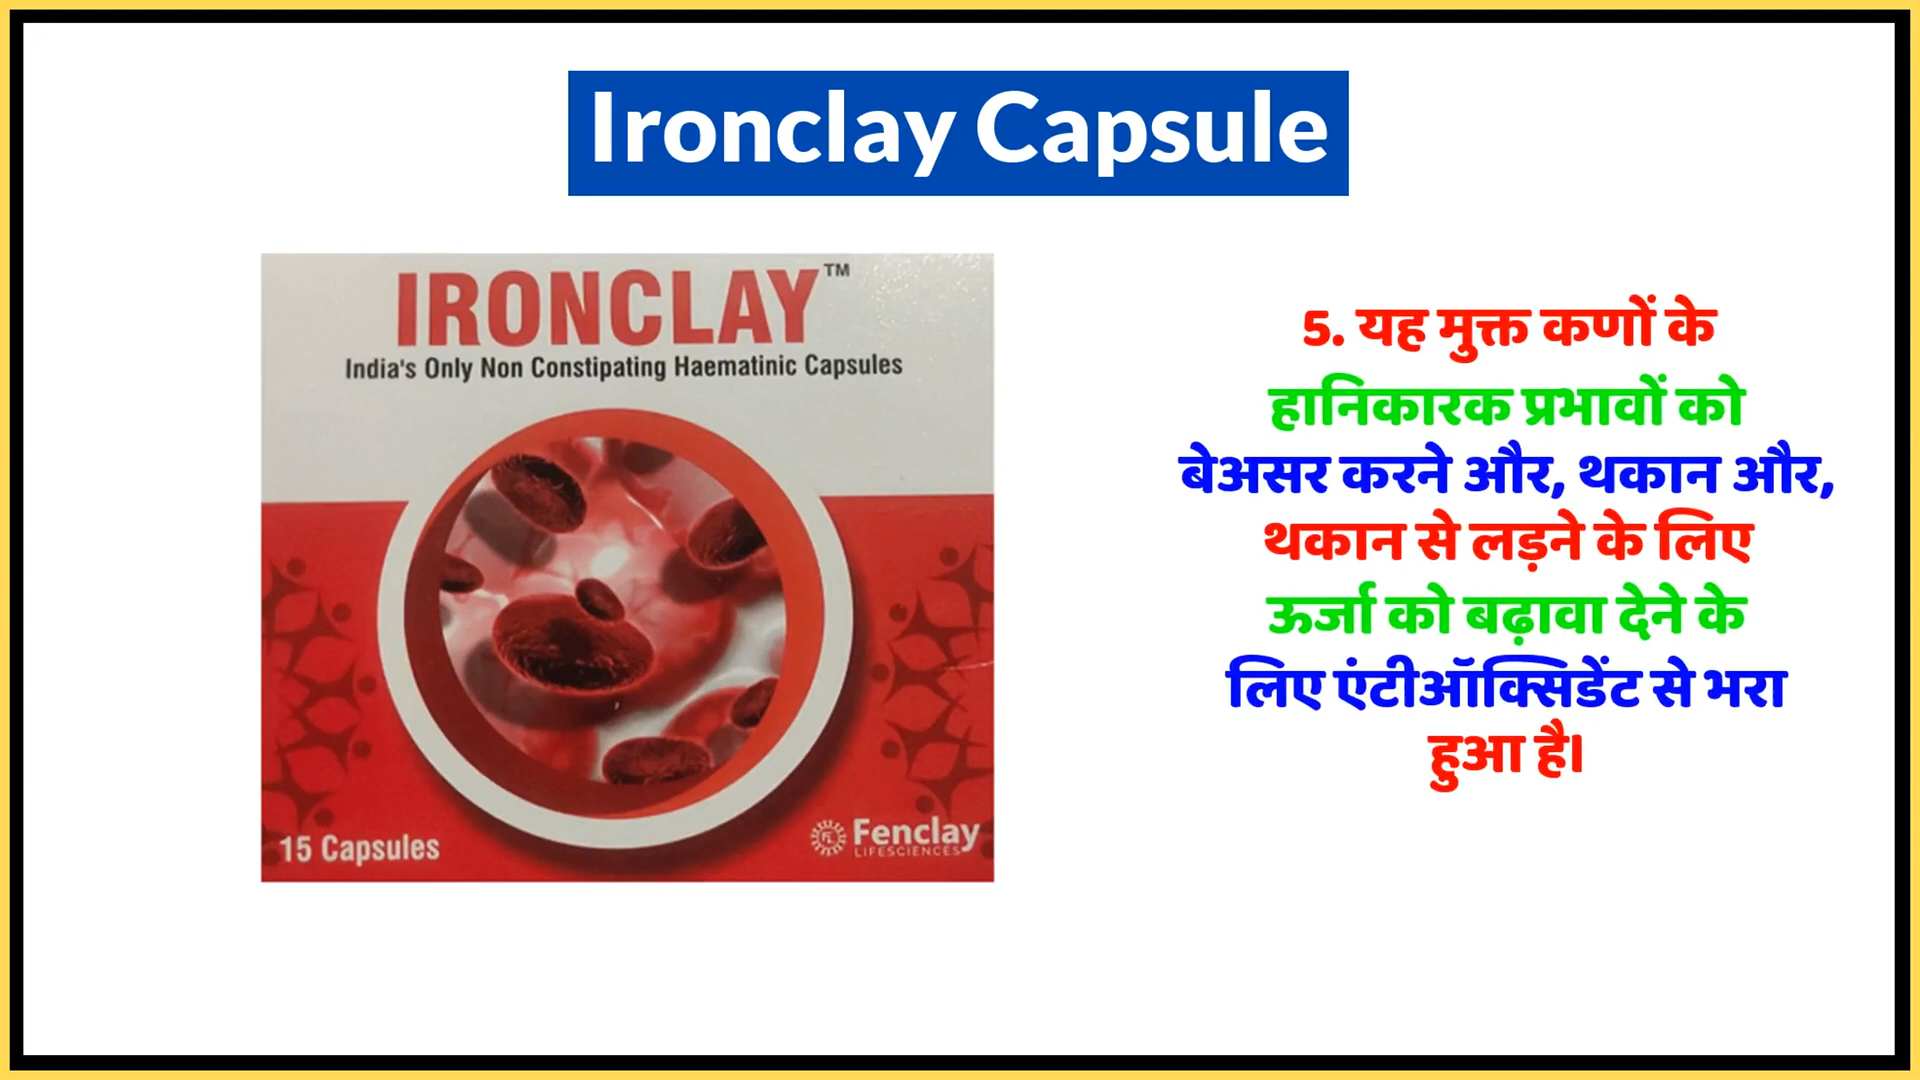 Ironclay Capsule
IRONCLAY™
India's Only Non Constipating Haematinic Capsules
15 Capsules
Fenclay
LIFESCIENCES
5. यह मुक्त कणों के
हानिकारक प्रभावों को
बेअसर करने और, थकान और,
थकान से लड़ने के लिए
ऊर्जा को बढ़ावा देने के
लिए एंटीऑक्सिडेंट से भरा
हुआ है।